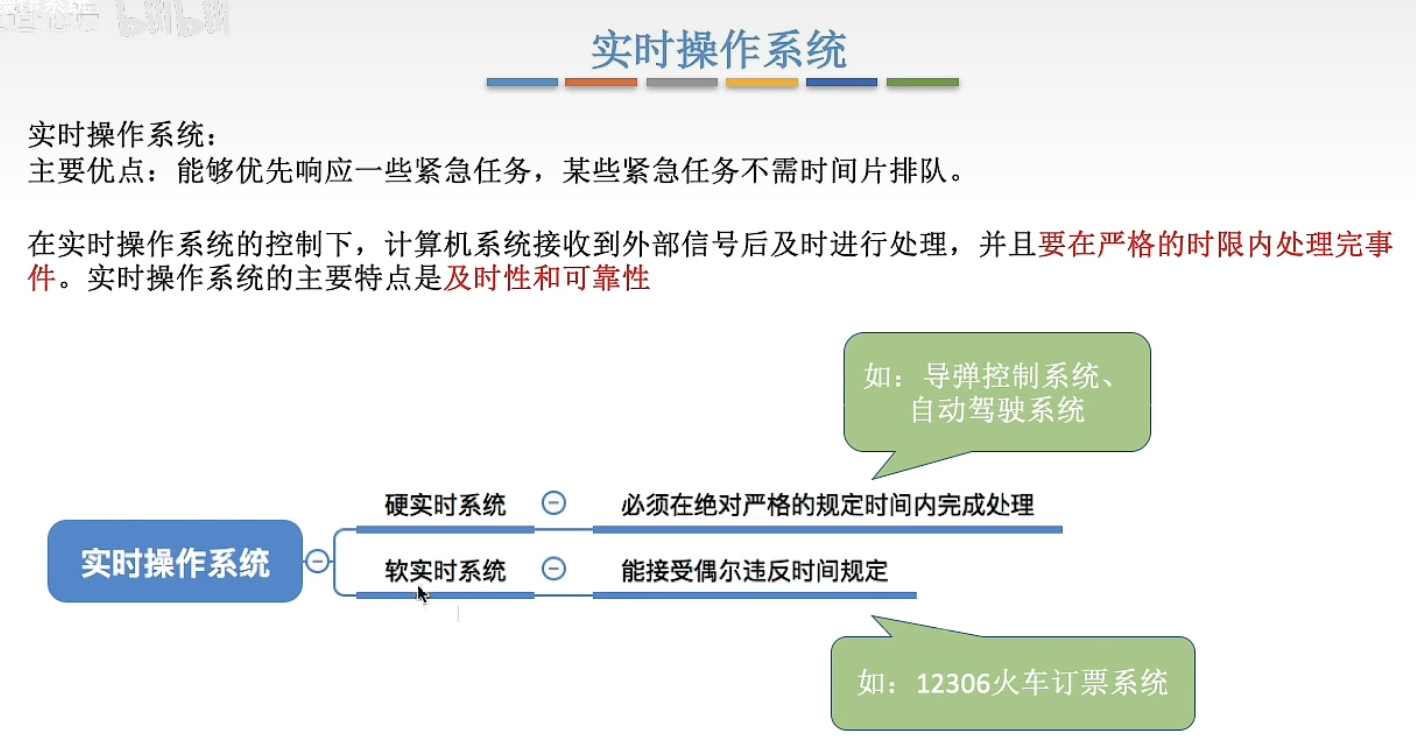 实时操作系统
实时操作系统：
主要优点：能够优先响应一些紧急任务，某些紧急任务不需时间片排队。
在实时操作系统的控制下，计算机系统接收到外部信号后及时进行处理，并且要在严格的时限内处理完事
件。实时操作系统的主要特点是及时性和可靠性
如：导弹控制系统、
自动驾驶系统
硬实时系统
必须在绝对严格的规定时间内完成处理
实时操作系统
软实时系统
能接受偶尔违反时间规定
如：12306火车订票系统